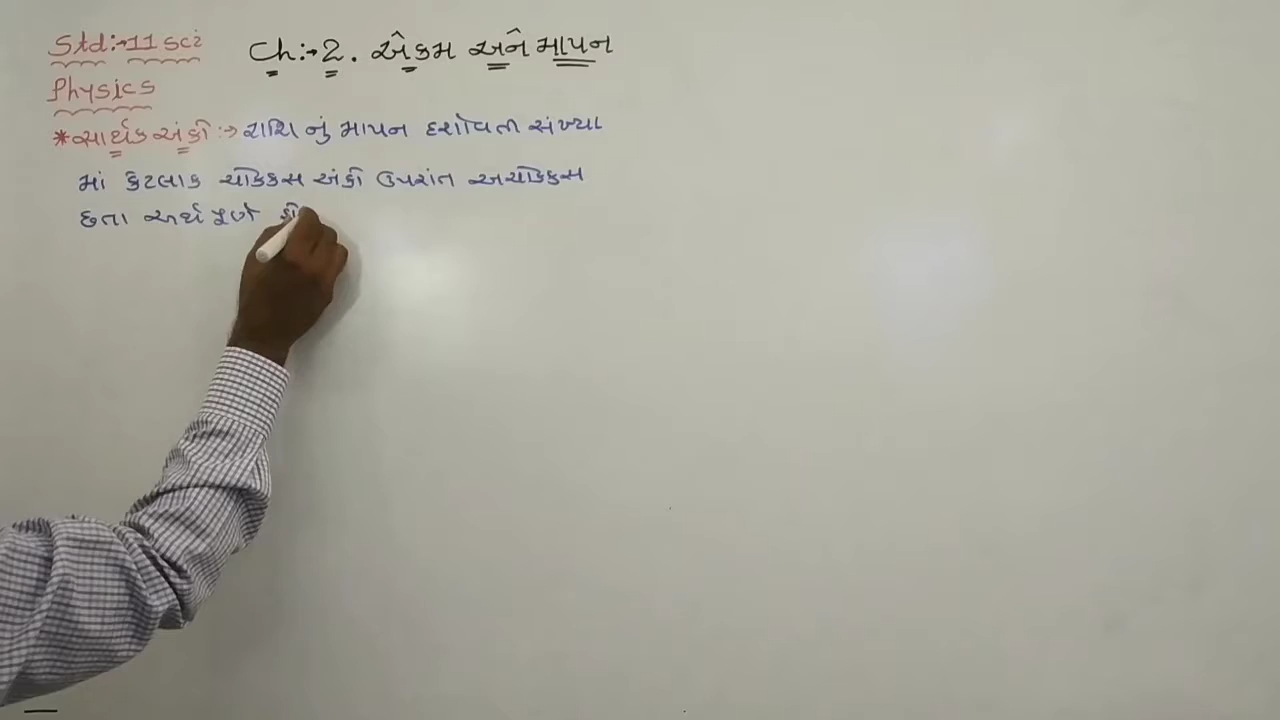 Std:→11 sci
Ch:→2. એકમ અને માપન
Physics
*સાર્થક અંકો:→ રાશિ નું માપન દર્શાવતી સંખ્યા
માં કેટલાક ચોક્કસ અંકો ઉપરાંત અચોક્કસ
છતા અર્થ પૂર્ણ